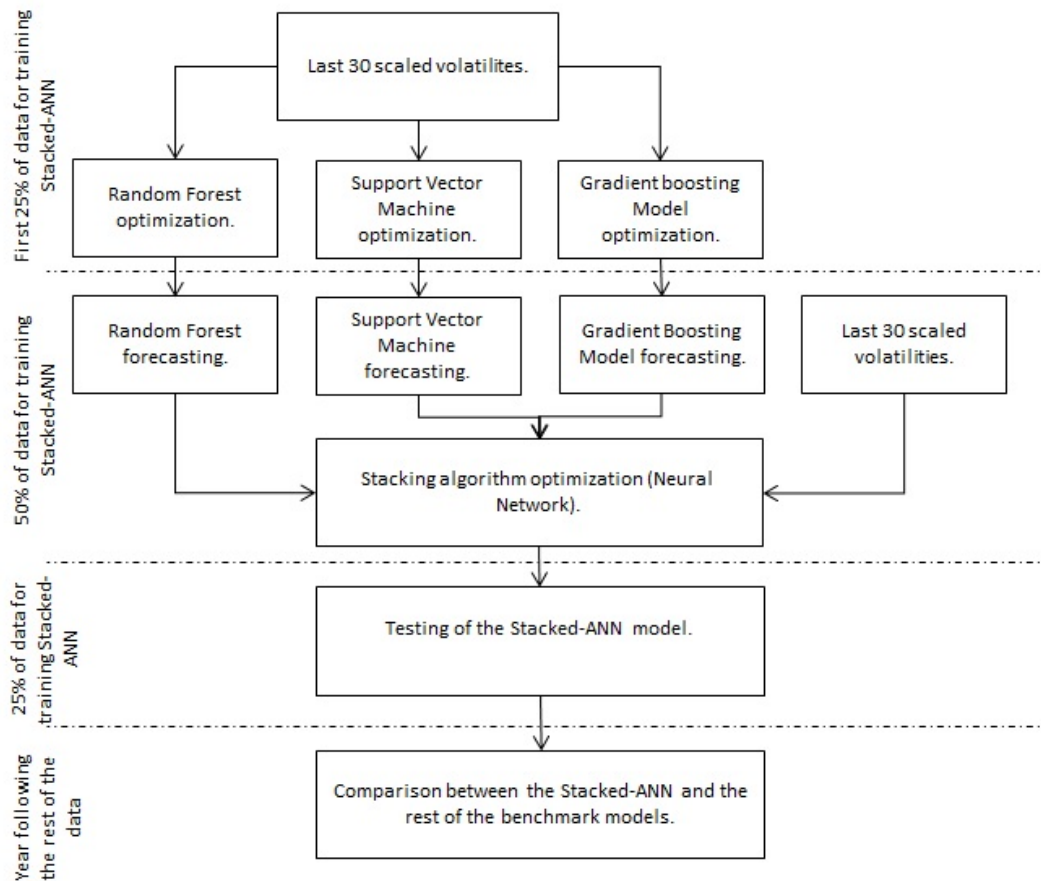 First 25% of data for training
Stacked-ANN
Last 30 scaled volatilites.
Random Forest
optimization.
Support Vector
Machine
optimization.
Gradient boosting
Model
optimization.
50% of data for training
Stacked-ANN
Random Forest
forecasting.
Support Vector
Machine
forecasting.
Gradient Boosting
Model forecasting.
Last 30 scaled
volatilities.
Stacking algorithm optimization (Neural
Network).
25% of data for
training Stacked-
ANN
Testing of the Stacked-ANN model.
Year following
the rest of the
data
Comparison between the Stacked-ANN and the
rest of the benchmark models.